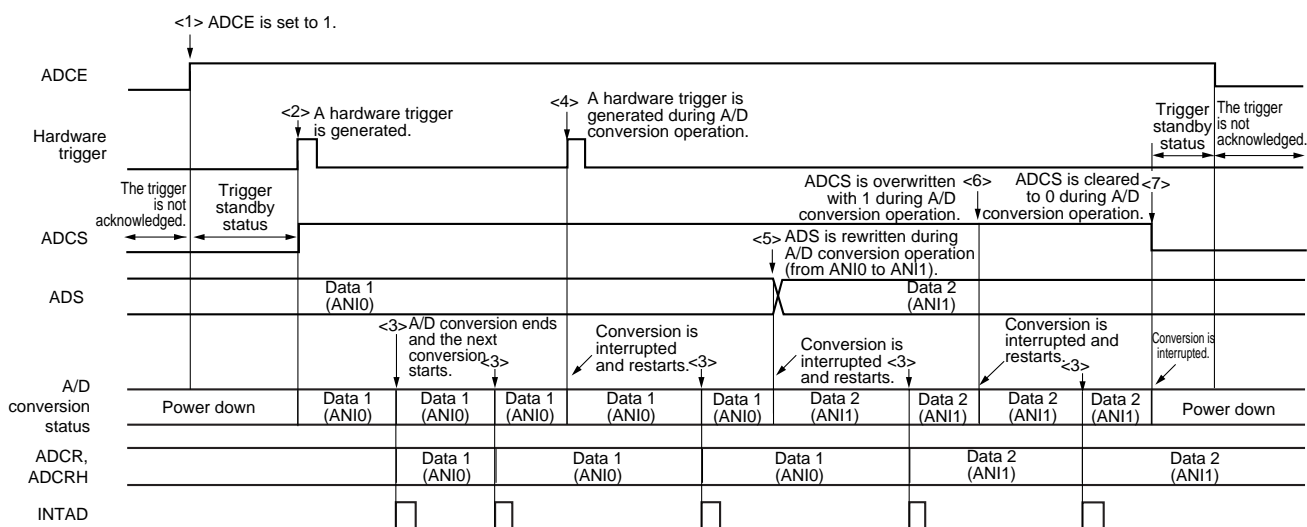 <1> ADCE is set to 1.
ADCE
<2> A hardware trigger
is generated.
<4> A hardware trigger is
generated during A/D
conversion operation.
Trigger
standby
status
The trigger
is not
acknowledged.
Hardware
trigger
The trigger
is not
acknowledged.
Trigger
standby
status
ADCS is overwritten <6>
with 1 during A/D
conversion operation.
ADCS is cleared <7>
to 0 during A/D
conversion operation.
ADCS
<5> ADS is rewritten during
A/D conversion operation
(from ANI0 to ANI1).
ADS
Data 1
(ANI0)
Data 2
(ANI1)
<3> A/D conversion ends
and the next
conversion
starts. <3>
Conversion is
interrupted
and restarts. <3>
Conversion is
interrupted <3>
and restarts.
Conversion is
interrupted and
restarts. <3>
Conversion is
interrupted.
A/D
conversion
status
Power down
Data 1
(ANI0)
Data 1
(ANI0)
Data 1
(ANI0)
Data 1
(ANI0)
Data 1
(ANI0)
Data 2
(ANI1)
Data 2
(ANI1)
Data 2
(ANI1)
Data 2
(ANI1)
Power down
ADCR,
ADCRH
Data 1
(ANI0)
Data 1
(ANI0)
Data 1
(ANI0)
Data 2
(ANI1)
Data 2
(ANI1)
INTAD